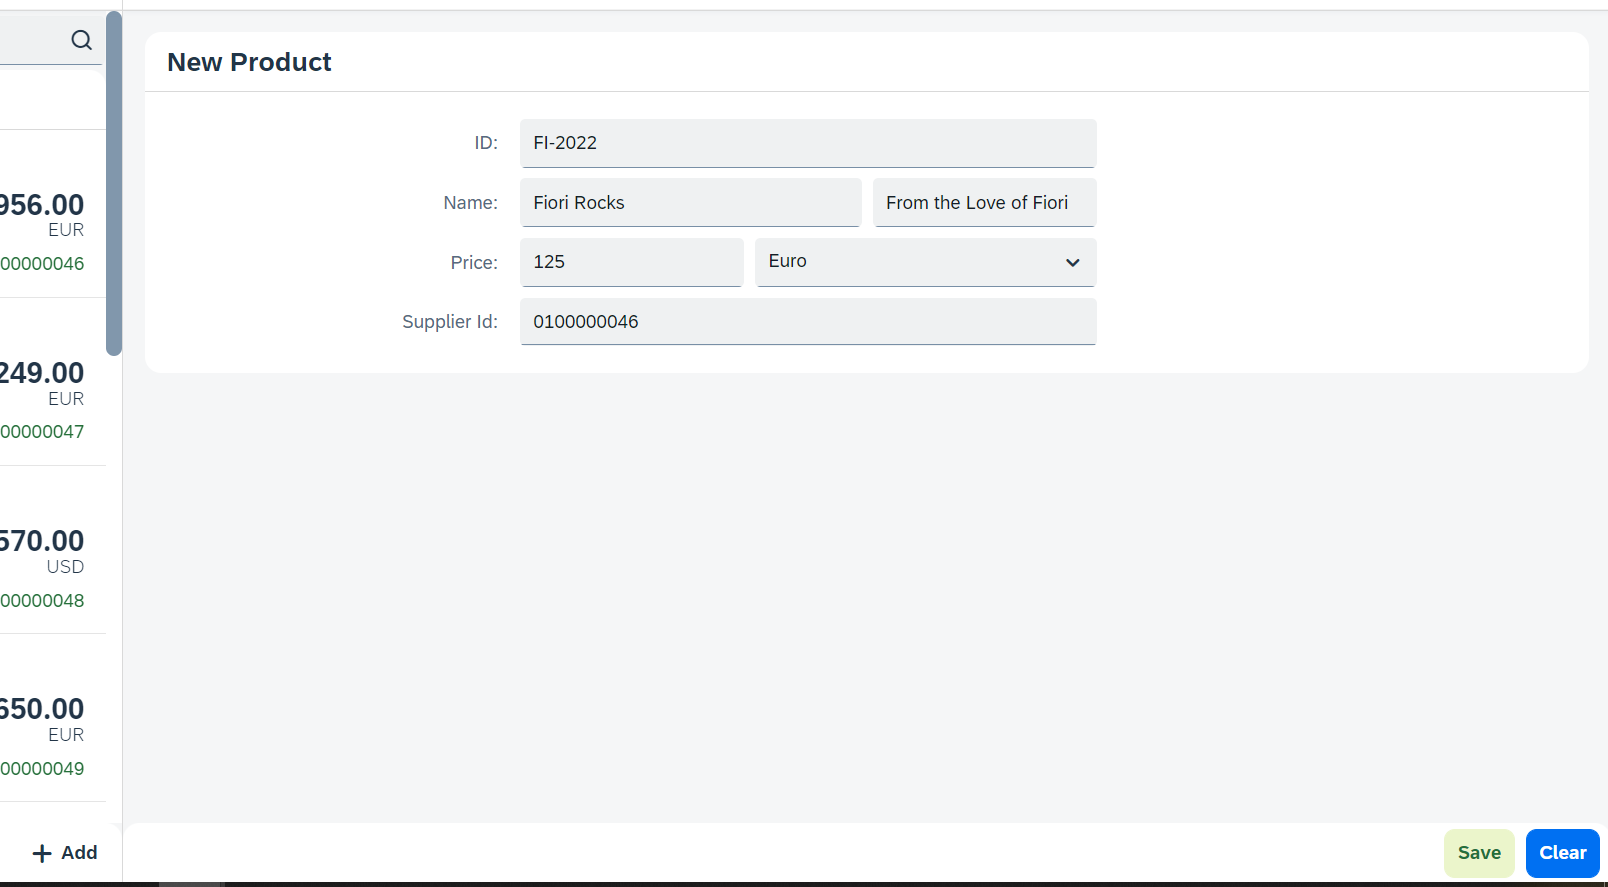 956.00
EUR
00000046
249.00
EUR
00000047
570.00
USD
00000048
650.00
EUR
00000049
Add
New Product
ID: FI-2022
Name: Fiori Rocks From the Love of Fiori
Price: 125 Euro
Supplier Id: 0100000046
Save Clear